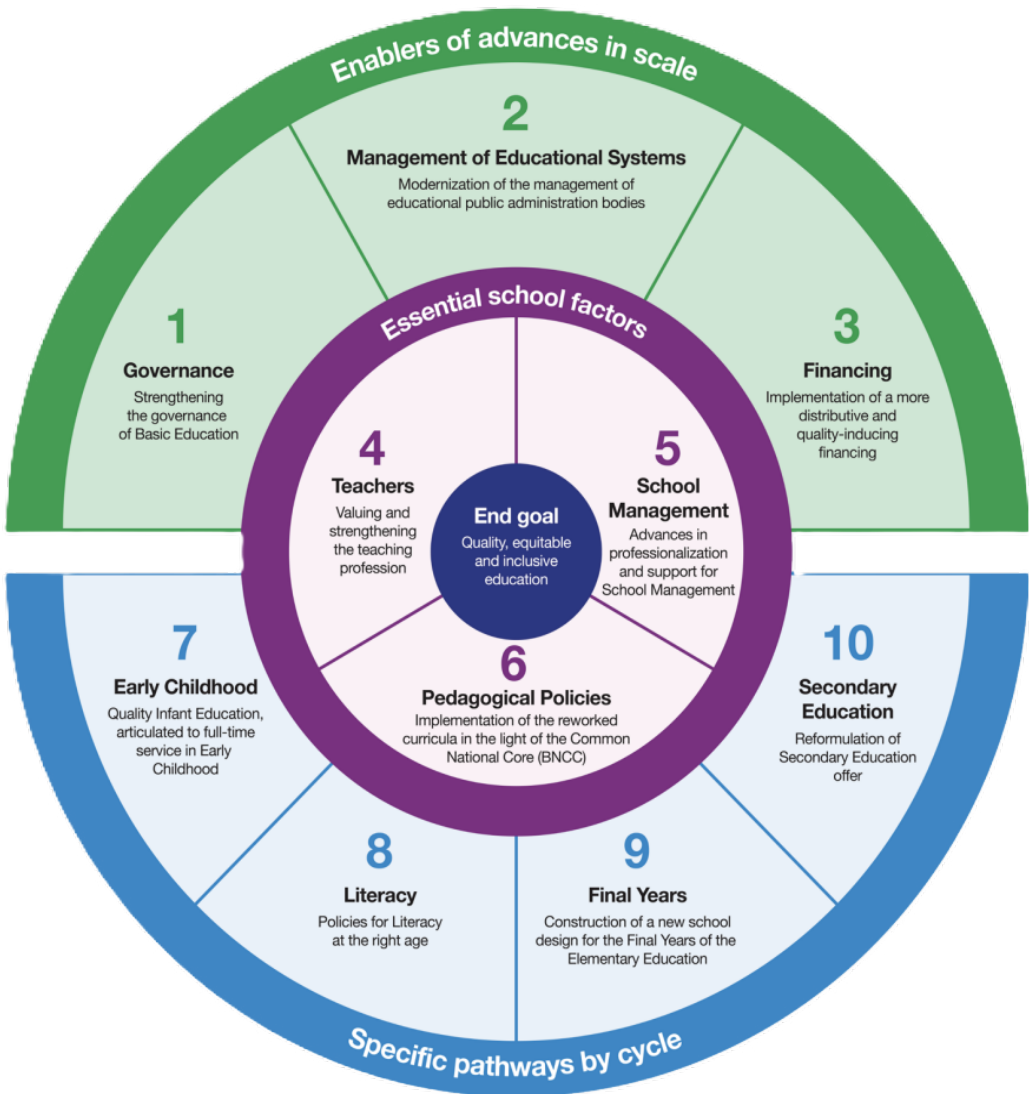 Enablers of advances in scale
2
Management of Educational Systems
Modernization of the management of
educational public administration bodies
1
Governance
Strengthening
the governance
of Basic Education
3
Financing
Implementation of a more
distributive and
quality-inducing
financing
Essential school factors
4
Teachers
Valuing and
strengthening
the teaching
profession
5
School
Management
Advances in
professionalization
and support for
School Management
End goal
Quality, equitable
and inclusive
education
6
Pedagogical Policies
Implementation of the reworked
curricula in the light of the Common
National Core (BNCC)
7
Early Childhood
Quality Infant Education,
articulated to full-time
service in Early
Childhood
8
Literacy
Policies for Literacy
at the right age
9
Final Years
Construction of a new school
design for the Final Years of the
Elementary Education
10
Secondary
Education
Reformulation of
Secondary Education
offer
Specific pathways by cycle